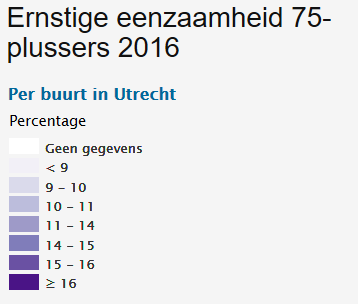 Ernstige eenzaamheid 75-
plussers 2016
Per buurt in Utrecht
Percentage
Geen gegevens
< 9
9 - 10
10 - 11
11 - 14
14 - 15
15 - 16
≥ 16